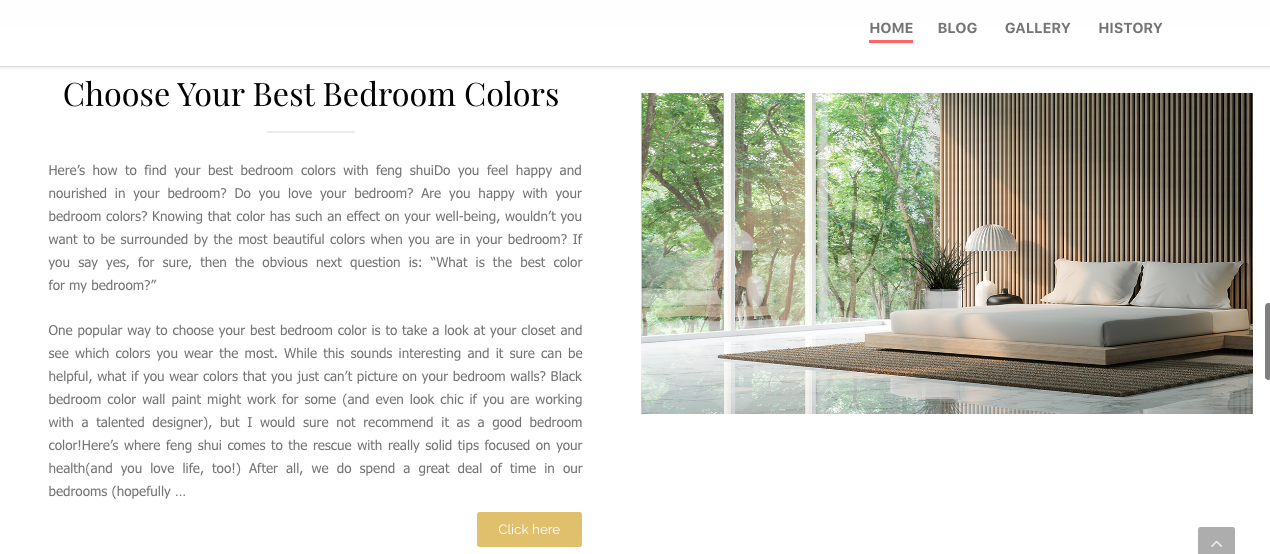 HOME BLOG GALLERY HISTORY
Choose Your Best Bedroom Colors
Here’s how to find your best bedroom colors with feng shuiDo you feel happy and
nourished in your bedroom? Do you love your bedroom? Are you happy with your
bedroom colors? Knowing that color has such an effect on your well-being, wouldn’t you
want to be surrounded by the most beautiful colors when you are in your bedroom? If
you say yes, for sure, then the obvious next question is: “What is the best color
for my bedroom?”
One popular way to choose your best bedroom color is to take a look at your closet and
see which colors you wear the most. While this sounds interesting and it sure can be
helpful, what if you wear colors that you just can’t picture on your bedroom walls? Black
bedroom color wall paint might work for some (and even look chic if you are working
with a talented designer), but I would sure not recommend it as a good bedroom
color!Here’s where feng shui comes to the rescue with really solid tips focused on your
health(and you love life, too!) After all, we do spend a great deal of time in our
bedrooms (hopefully …
Click here